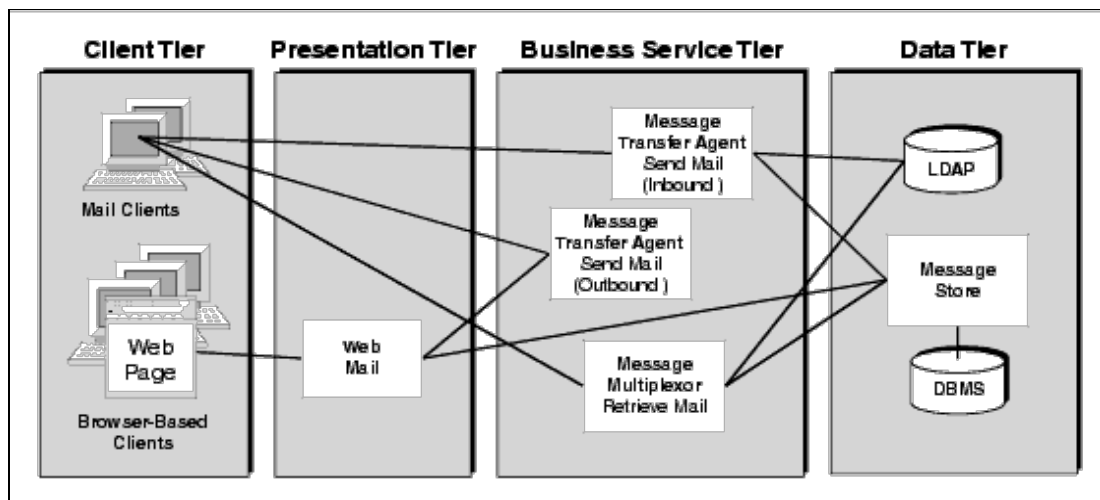 Client Tier
Presentation Tier
Business Service Tier
Data Tier
Mail Clients
Web
Page
Browser-Based
Clients
Web
Mail
Message
Transfer Agent
Send Mail
(Inbound )
Message
Transfer Agent
Send Mail
(Outbound )
Message
Multiplexor
Retrieve Mail
LDAP
Message
Store
DBMS